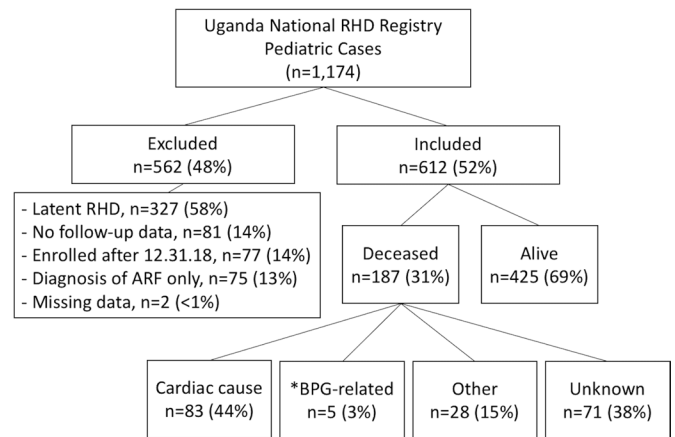 Uganda National RHD Registry
Pediatric Cases
(n=1,174)
Excluded
n=562 (48%)
Included
n=612 (52%)
- Latent RHD, n=327 (58%)
- No follow-up data, n=81 (14%)
- Enrolled after 12.31.18, n=77 (14%)
- Diagnosis of ARF only, n=75 (13%)
- Missing data, n=2 (<1%)
Deceased
n=187 (31%)
Alive
n=425 (69%)
Cardiac cause
n=83 (44%)
*BPG-related
n=5 (3%)
Other
n=28 (15%)
Unknown
n=71 (38%)